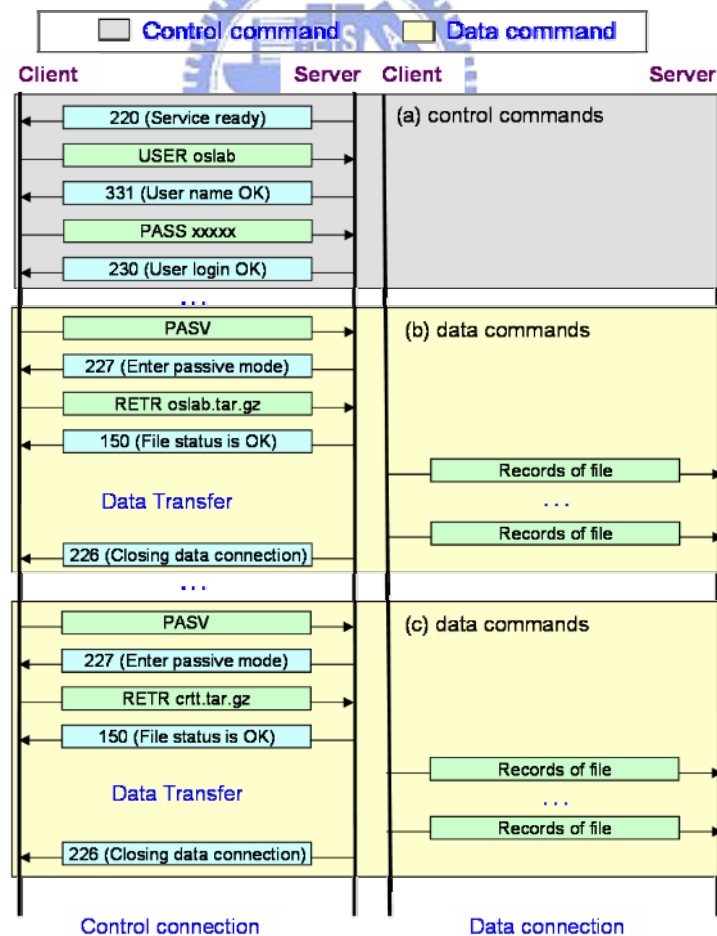 Control command Data command
Client Server Client Server
220 (Service ready)
(a) control commands
USER oslab
331 (User name OK)
PASS xxxxx
230 (User login OK)
...
PASV
(b) data commands
227 (Enter passive mode)
RETR oslab.tar.gz
150 (File status is OK)
Records of file
Data Transfer
...
Records of file
226 (Closing data connection)
...
PASV
(c) data commands
227 (Enter passive mode)
RETR crtt.tar.gz
150 (File status is OK)
Records of file
Data Transfer
...
Records of file
226 (Closing data connection)
Control connection Data connection